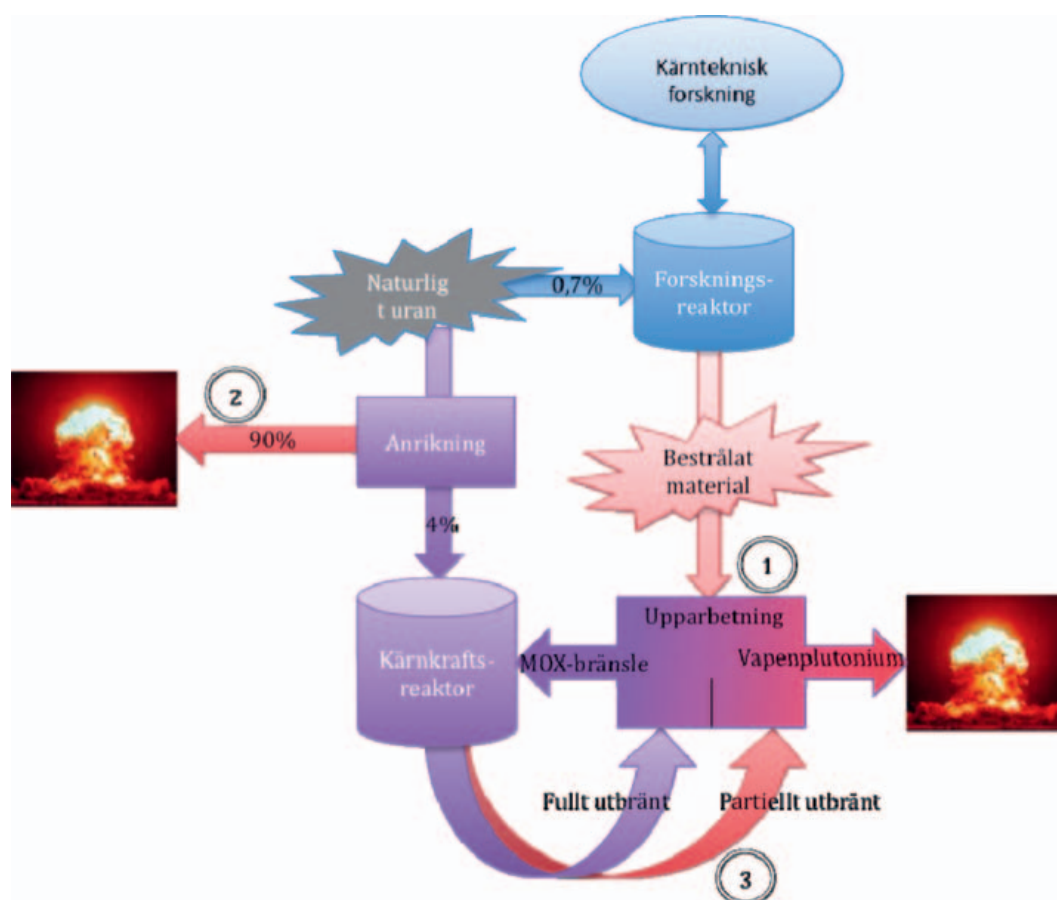 Kärnteknisk
forskning
Naturlig
t uran
0,7%
Forsknings-
reaktor
2
90%
Anrikning
Bestrålat
material
4%
1
Upparbetning
Kärnkrafts-
reaktor
MOX-bränsle
Vapenplutonium
Fullt utbränt
Partiellt utbränt
3